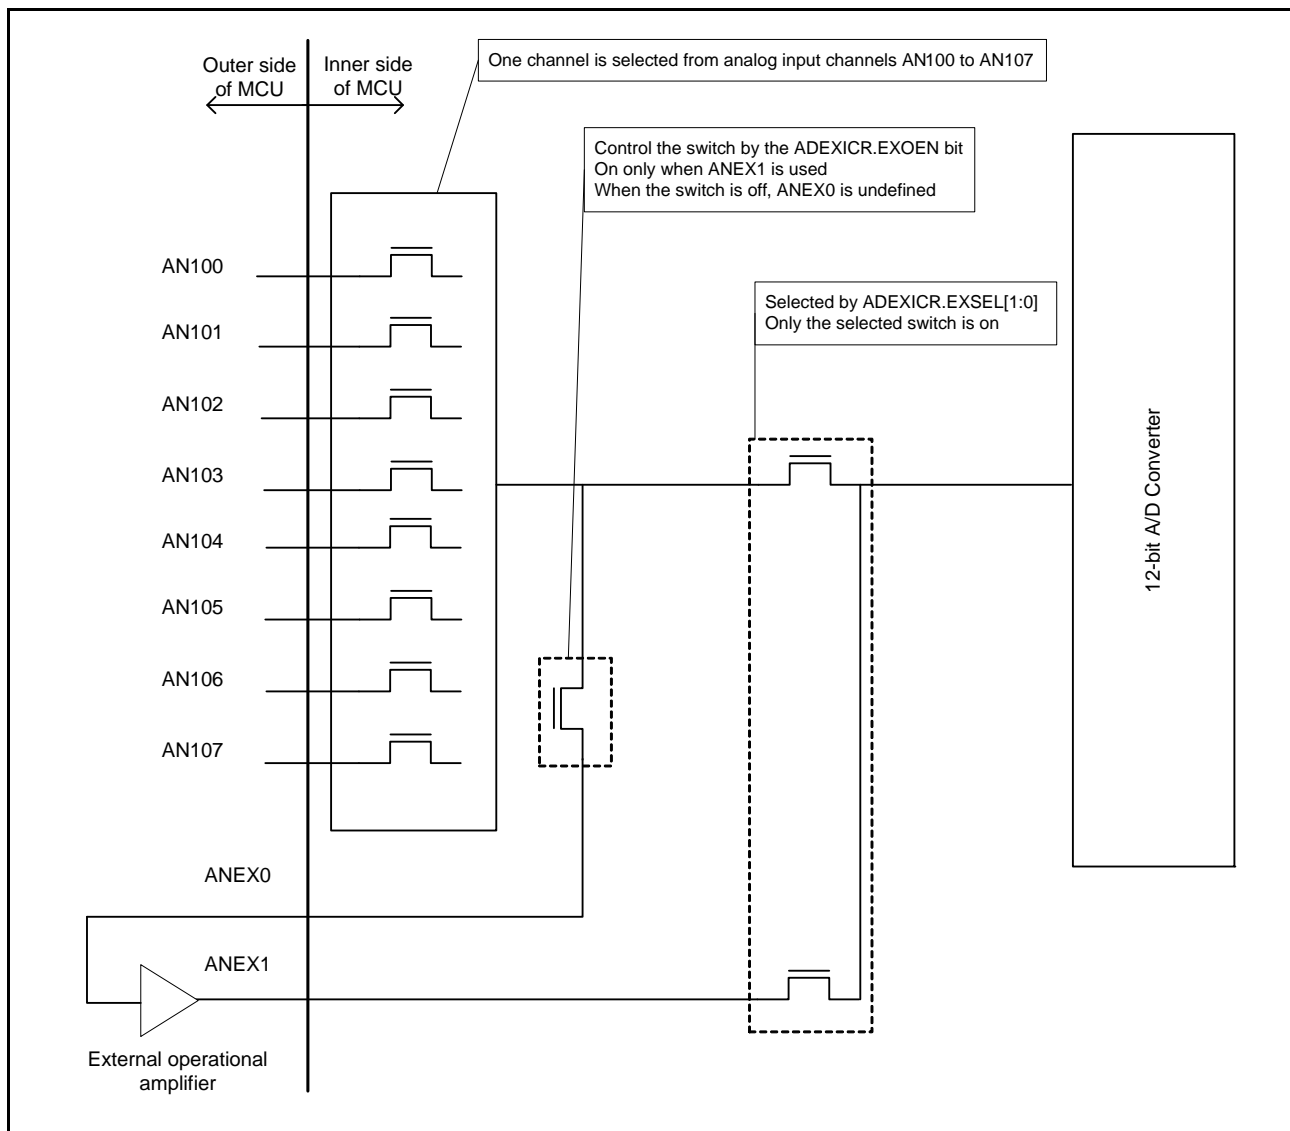 Outer side
of MCU
Inner side
of MCU
One channel is selected from analog input channels AN100 to AN107
Control the switch by the ADEXICR.EXOEN bit
On only when ANEX1 is used
When the switch is off, ANEX0 is undefined
Selected by ADEXICR.EXSEL[1:0]
Only the selected switch is on
AN100
AN101
AN102
AN103
AN104
AN105
AN106
AN107
12-bit A/D Converter
ANEX0
ANEX1
External operational
amplifier